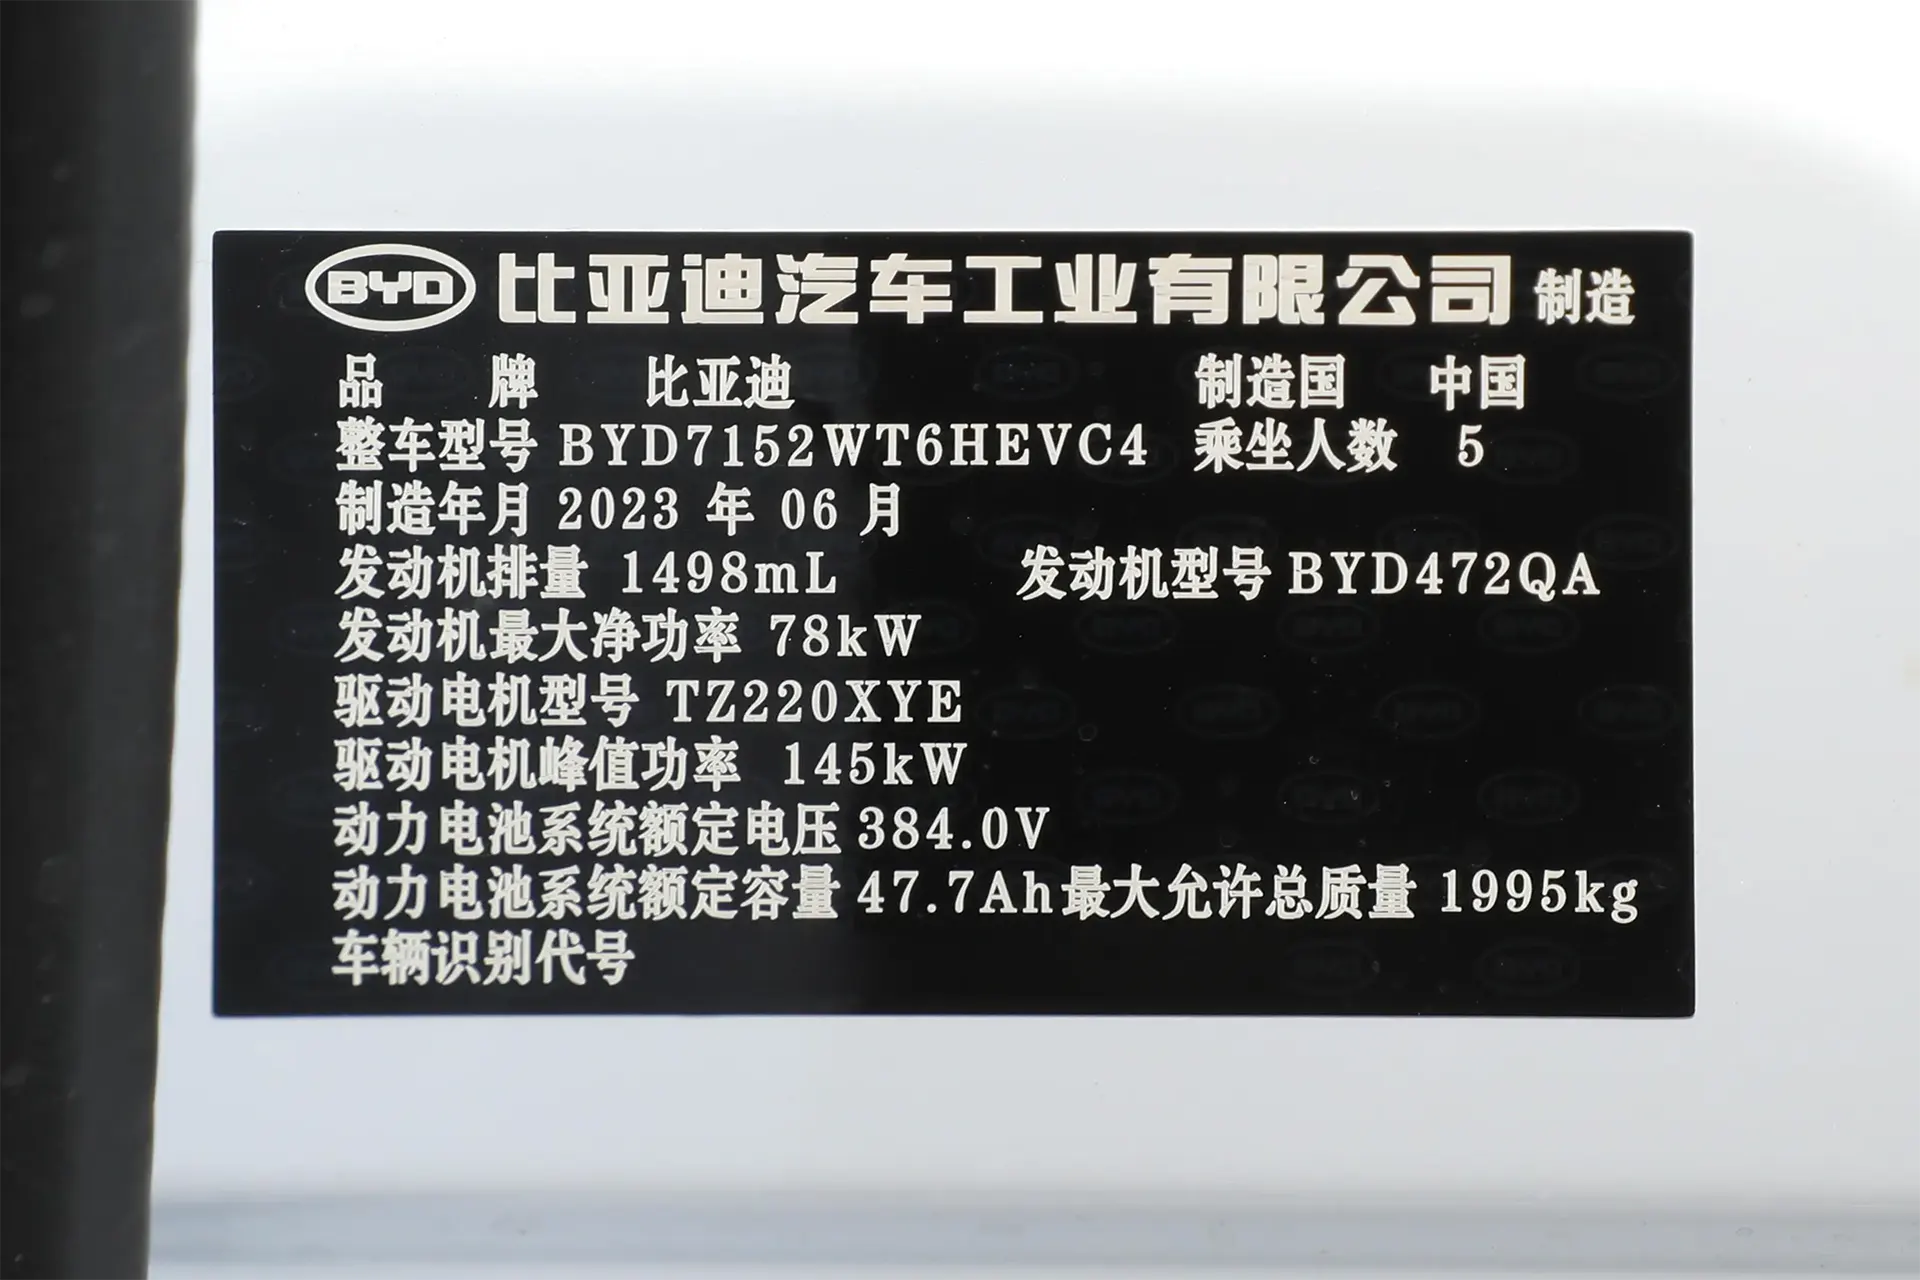 BYD 比亚迪汽车工业有限公司 制造
品 牌 比亚迪 制造国 中国
整车型号 BYD7152WT6HEVC4 乘坐人数 5
制造年月 2023 年 06 月
发动机排量 1498mL 发动机型号 BYD472QA
发动机最大净功率 78kW
驱动电机型号 TZ220XYE
驱动电机峰值功率 145kW
动力电池系统额定电压 384.0V
动力电池系统额定容量 47.7Ah 最大允许总质量 1995kg
车辆识别代号